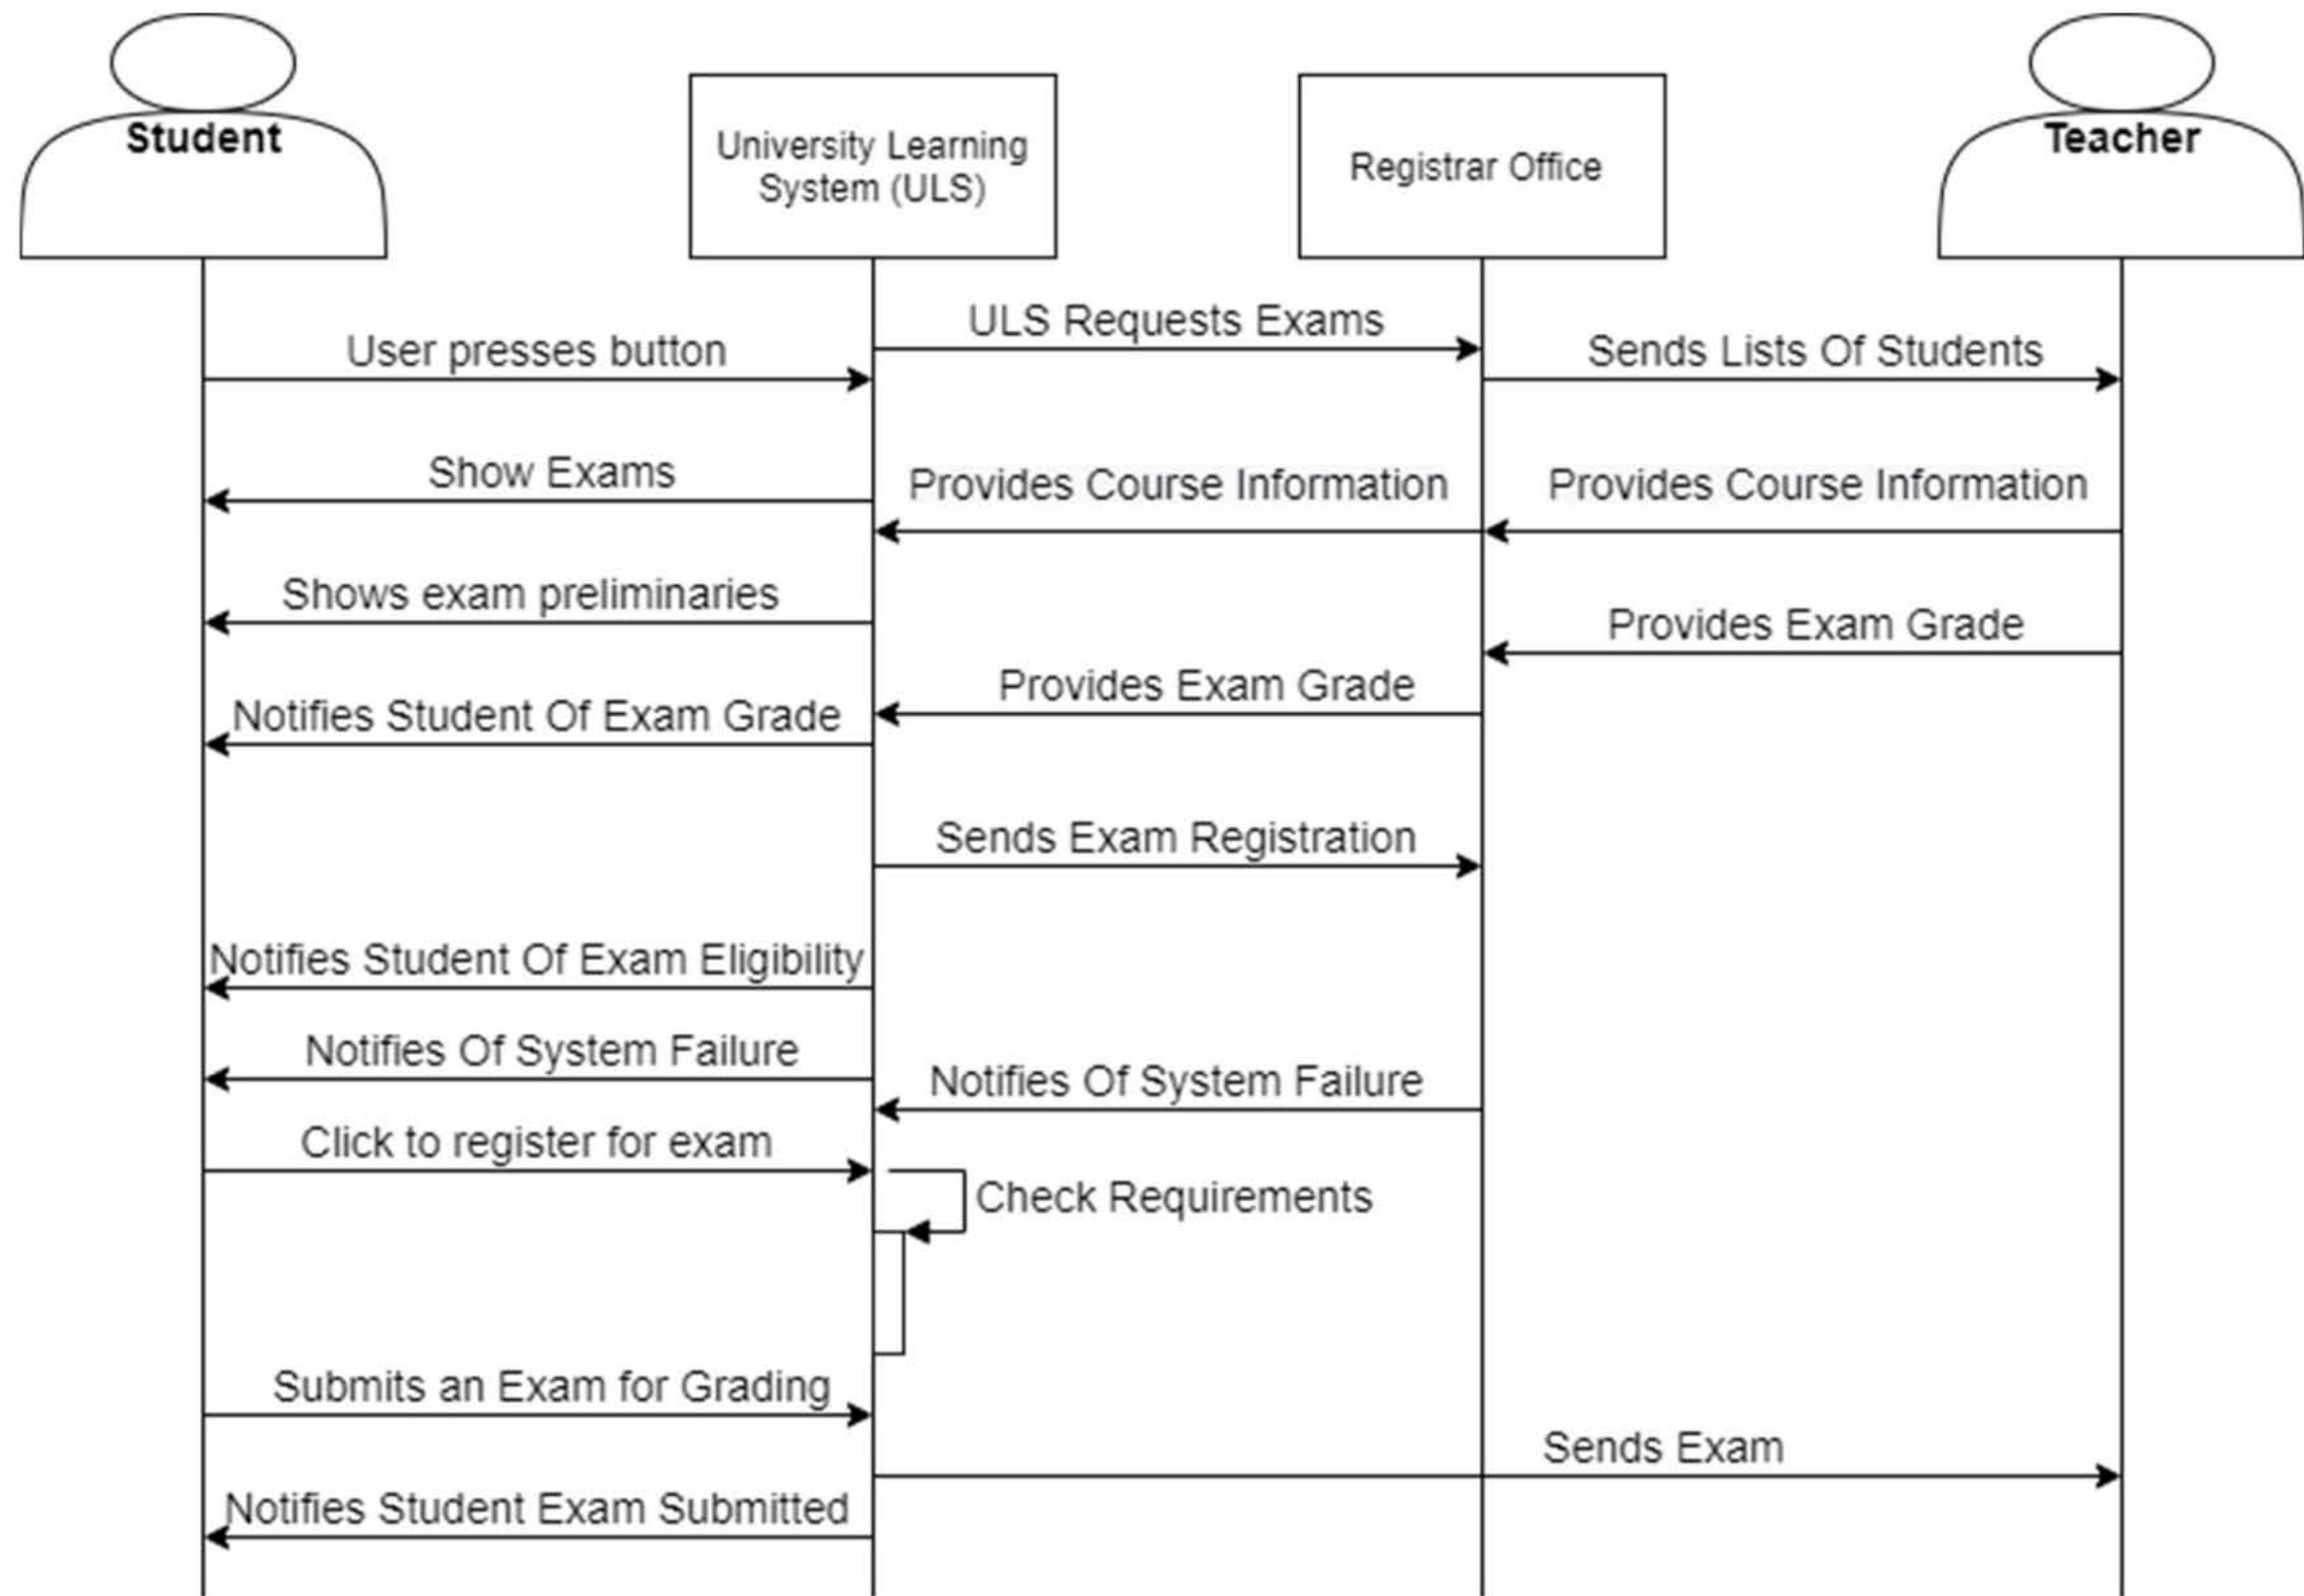 Student
University Learning
System (ULS)
Registrar Office
Teacher
ULS Requests Exams
User presses button
Sends Lists Of Students
Show Exams
Provides Course Information
Provides Course Information
Shows exam preliminaries
Provides Exam Grade
Provides Exam Grade
Notifies Student Of Exam Grade
Sends Exam Registration
Notifies Student Of Exam Eligibility
Notifies Of System Failure
Notifies Of System Failure
Click to register for exam
Check Requirements
Submits an Exam for Grading
Sends Exam
Notifies Student Exam Submitted